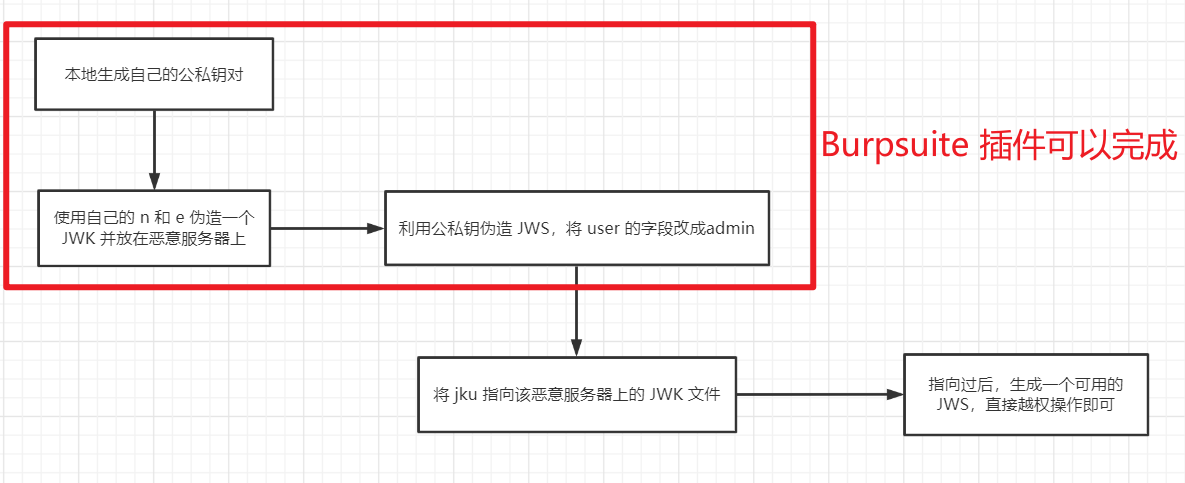 本地生成自己的公私钥对
Burpsuite 插件可以完成
使用自己的 n 和 e 伪造一个
JWK 并放在恶意服务器上
利用公私钥伪造 JWS，将 user 的字段改成admin
将 jku 指向该恶意服务器上的 JWK 文件
指向过后，生成一个可用的
JWS，直接越权操作即可